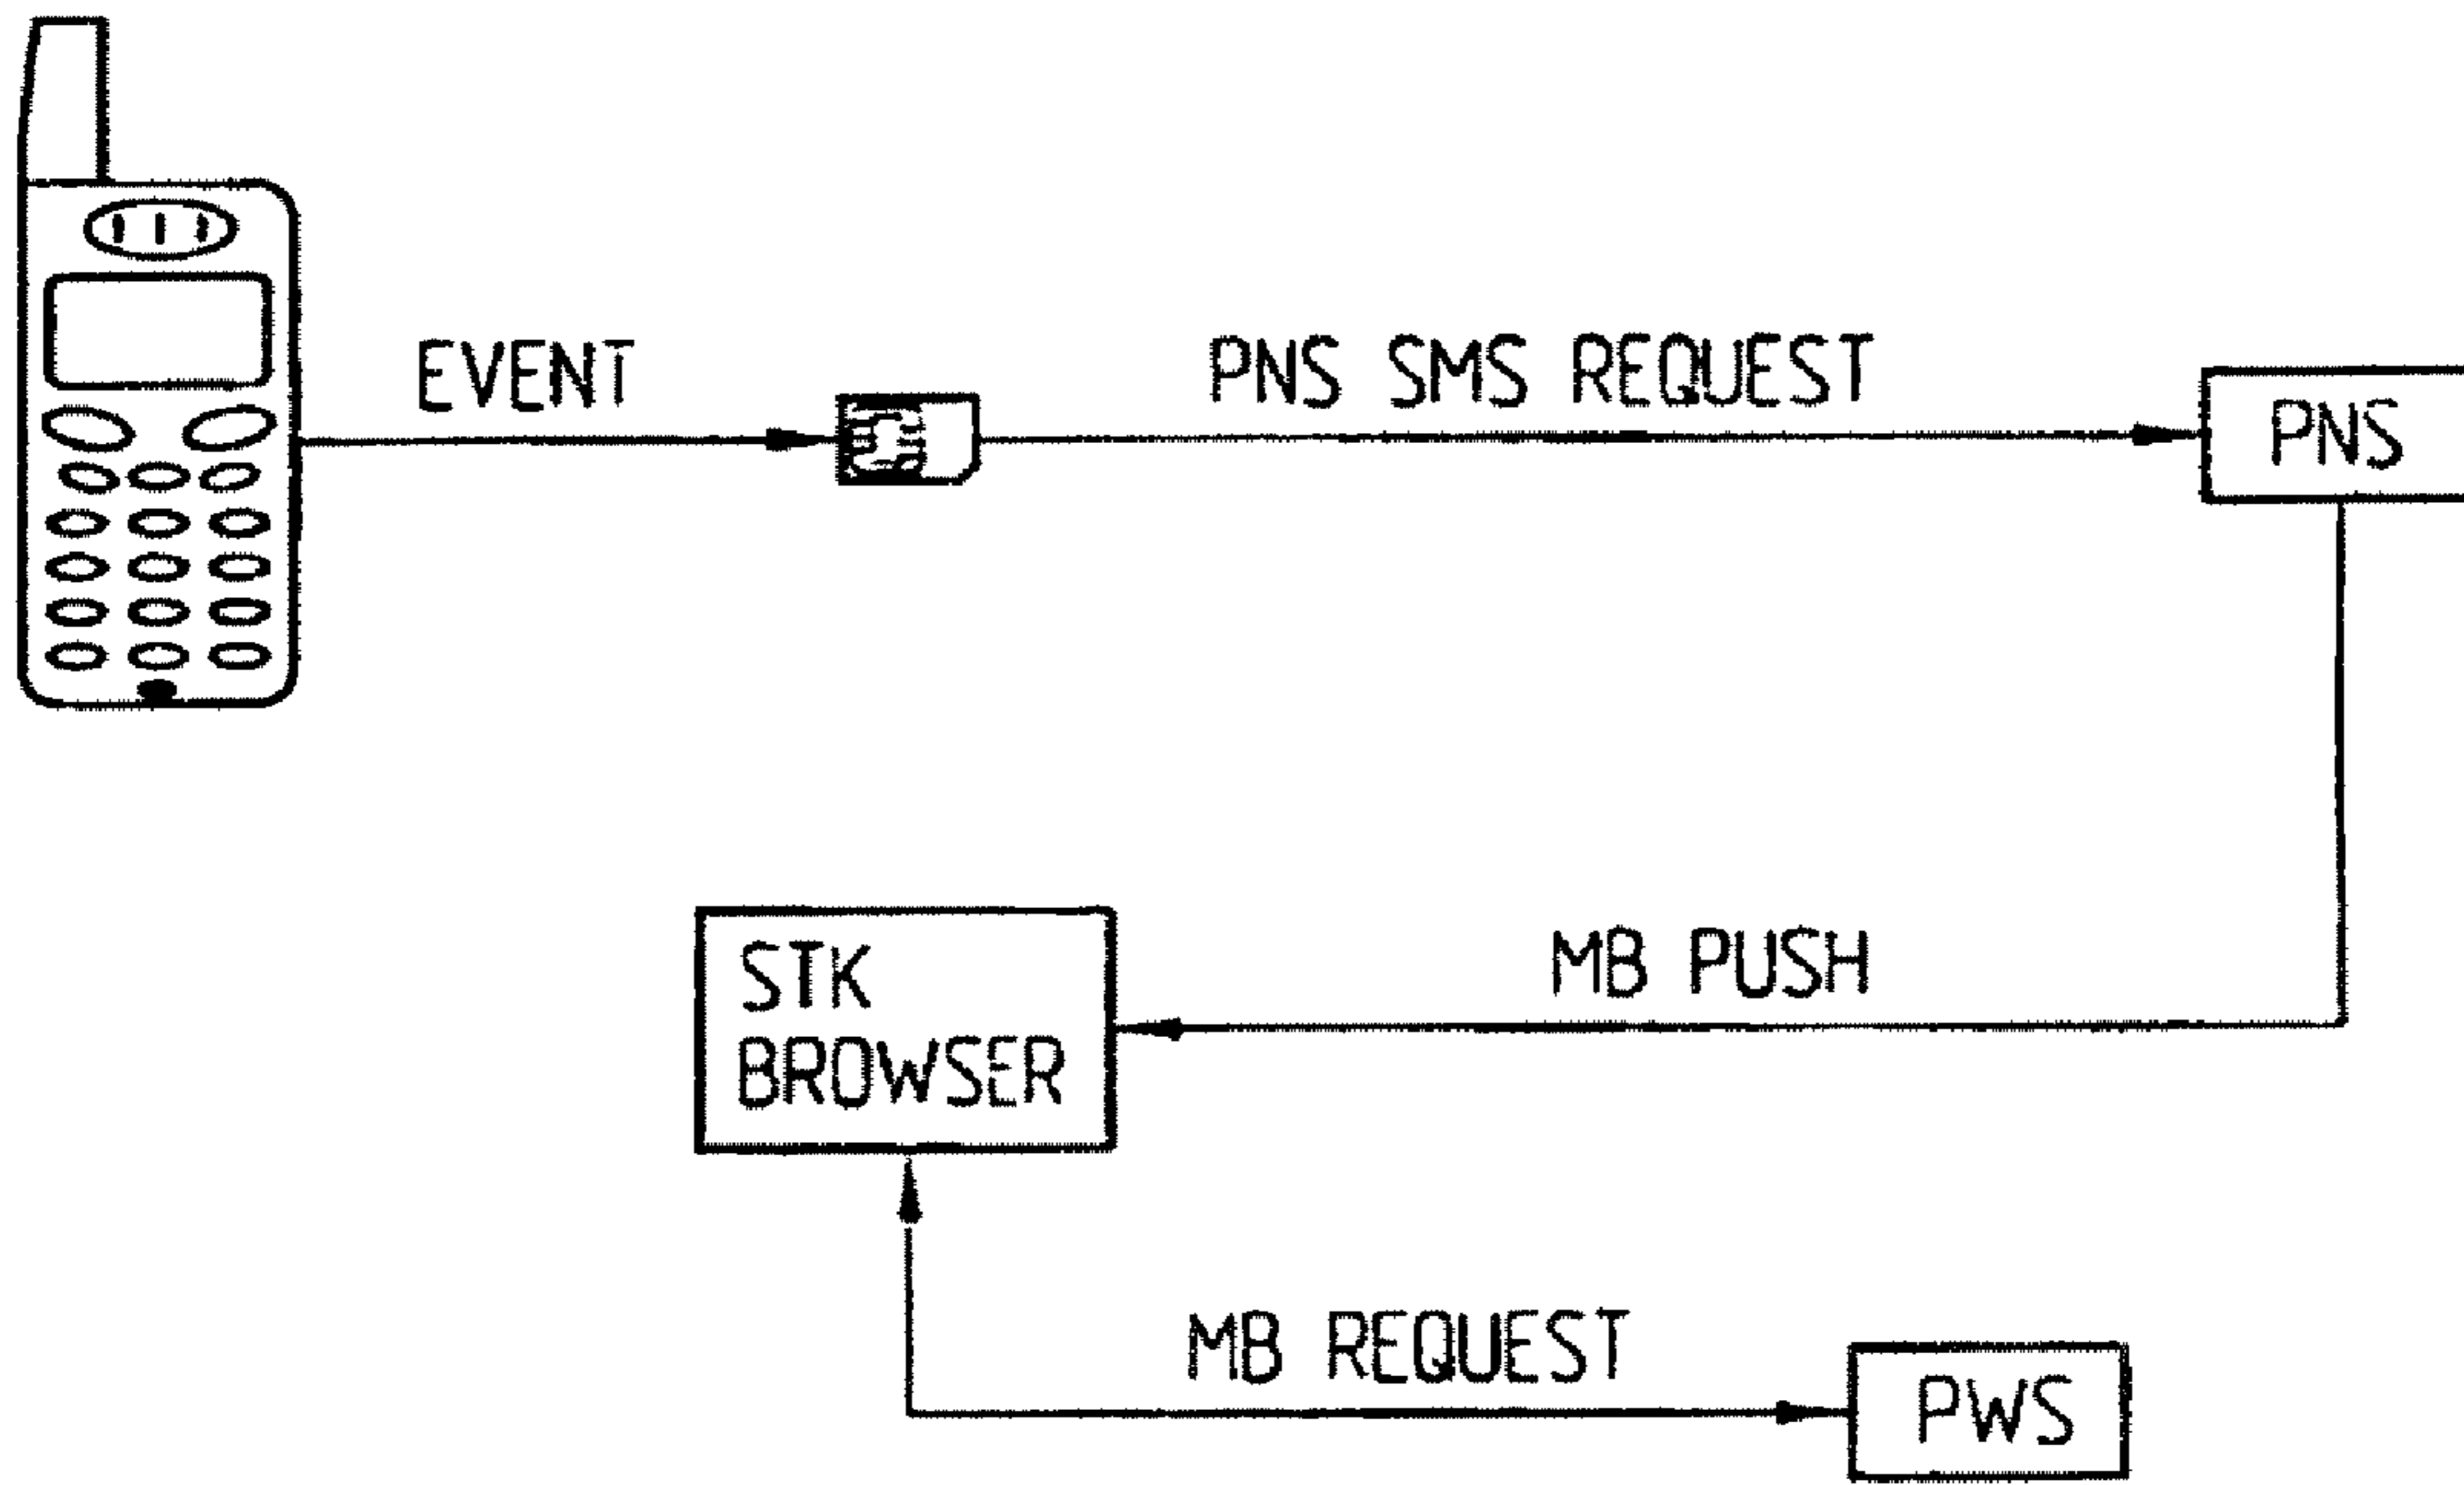 EVENT
PNS SMS REQUEST
PNS
STK
BROWSER
MB PUSH
MB REQUEST
PWS